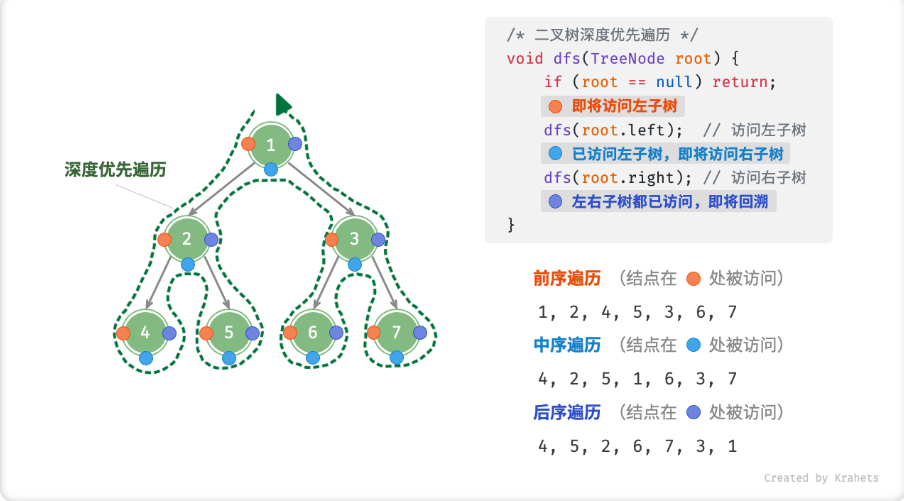 深度优先遍历
1
2
3
4
5
6
7
/* 二叉树深度优先遍历 */
void dfs(TreeNode root) {
if (root == null) return;
即将访问左子树
dfs(root.left); // 访问左子树
已访问左子树，即将访问右子树
dfs(root.right); // 访问右子树
左右子树都已访问，即将回溯
}
前序遍历 （结点在 处被访问）
1, 2, 4, 5, 3, 6, 7
中序遍历 （结点在 处被访问）
4, 2, 5, 1, 6, 3, 7
后序遍历 （结点在 处被访问）
4, 5, 2, 6, 7, 3, 1
Created by Krahets